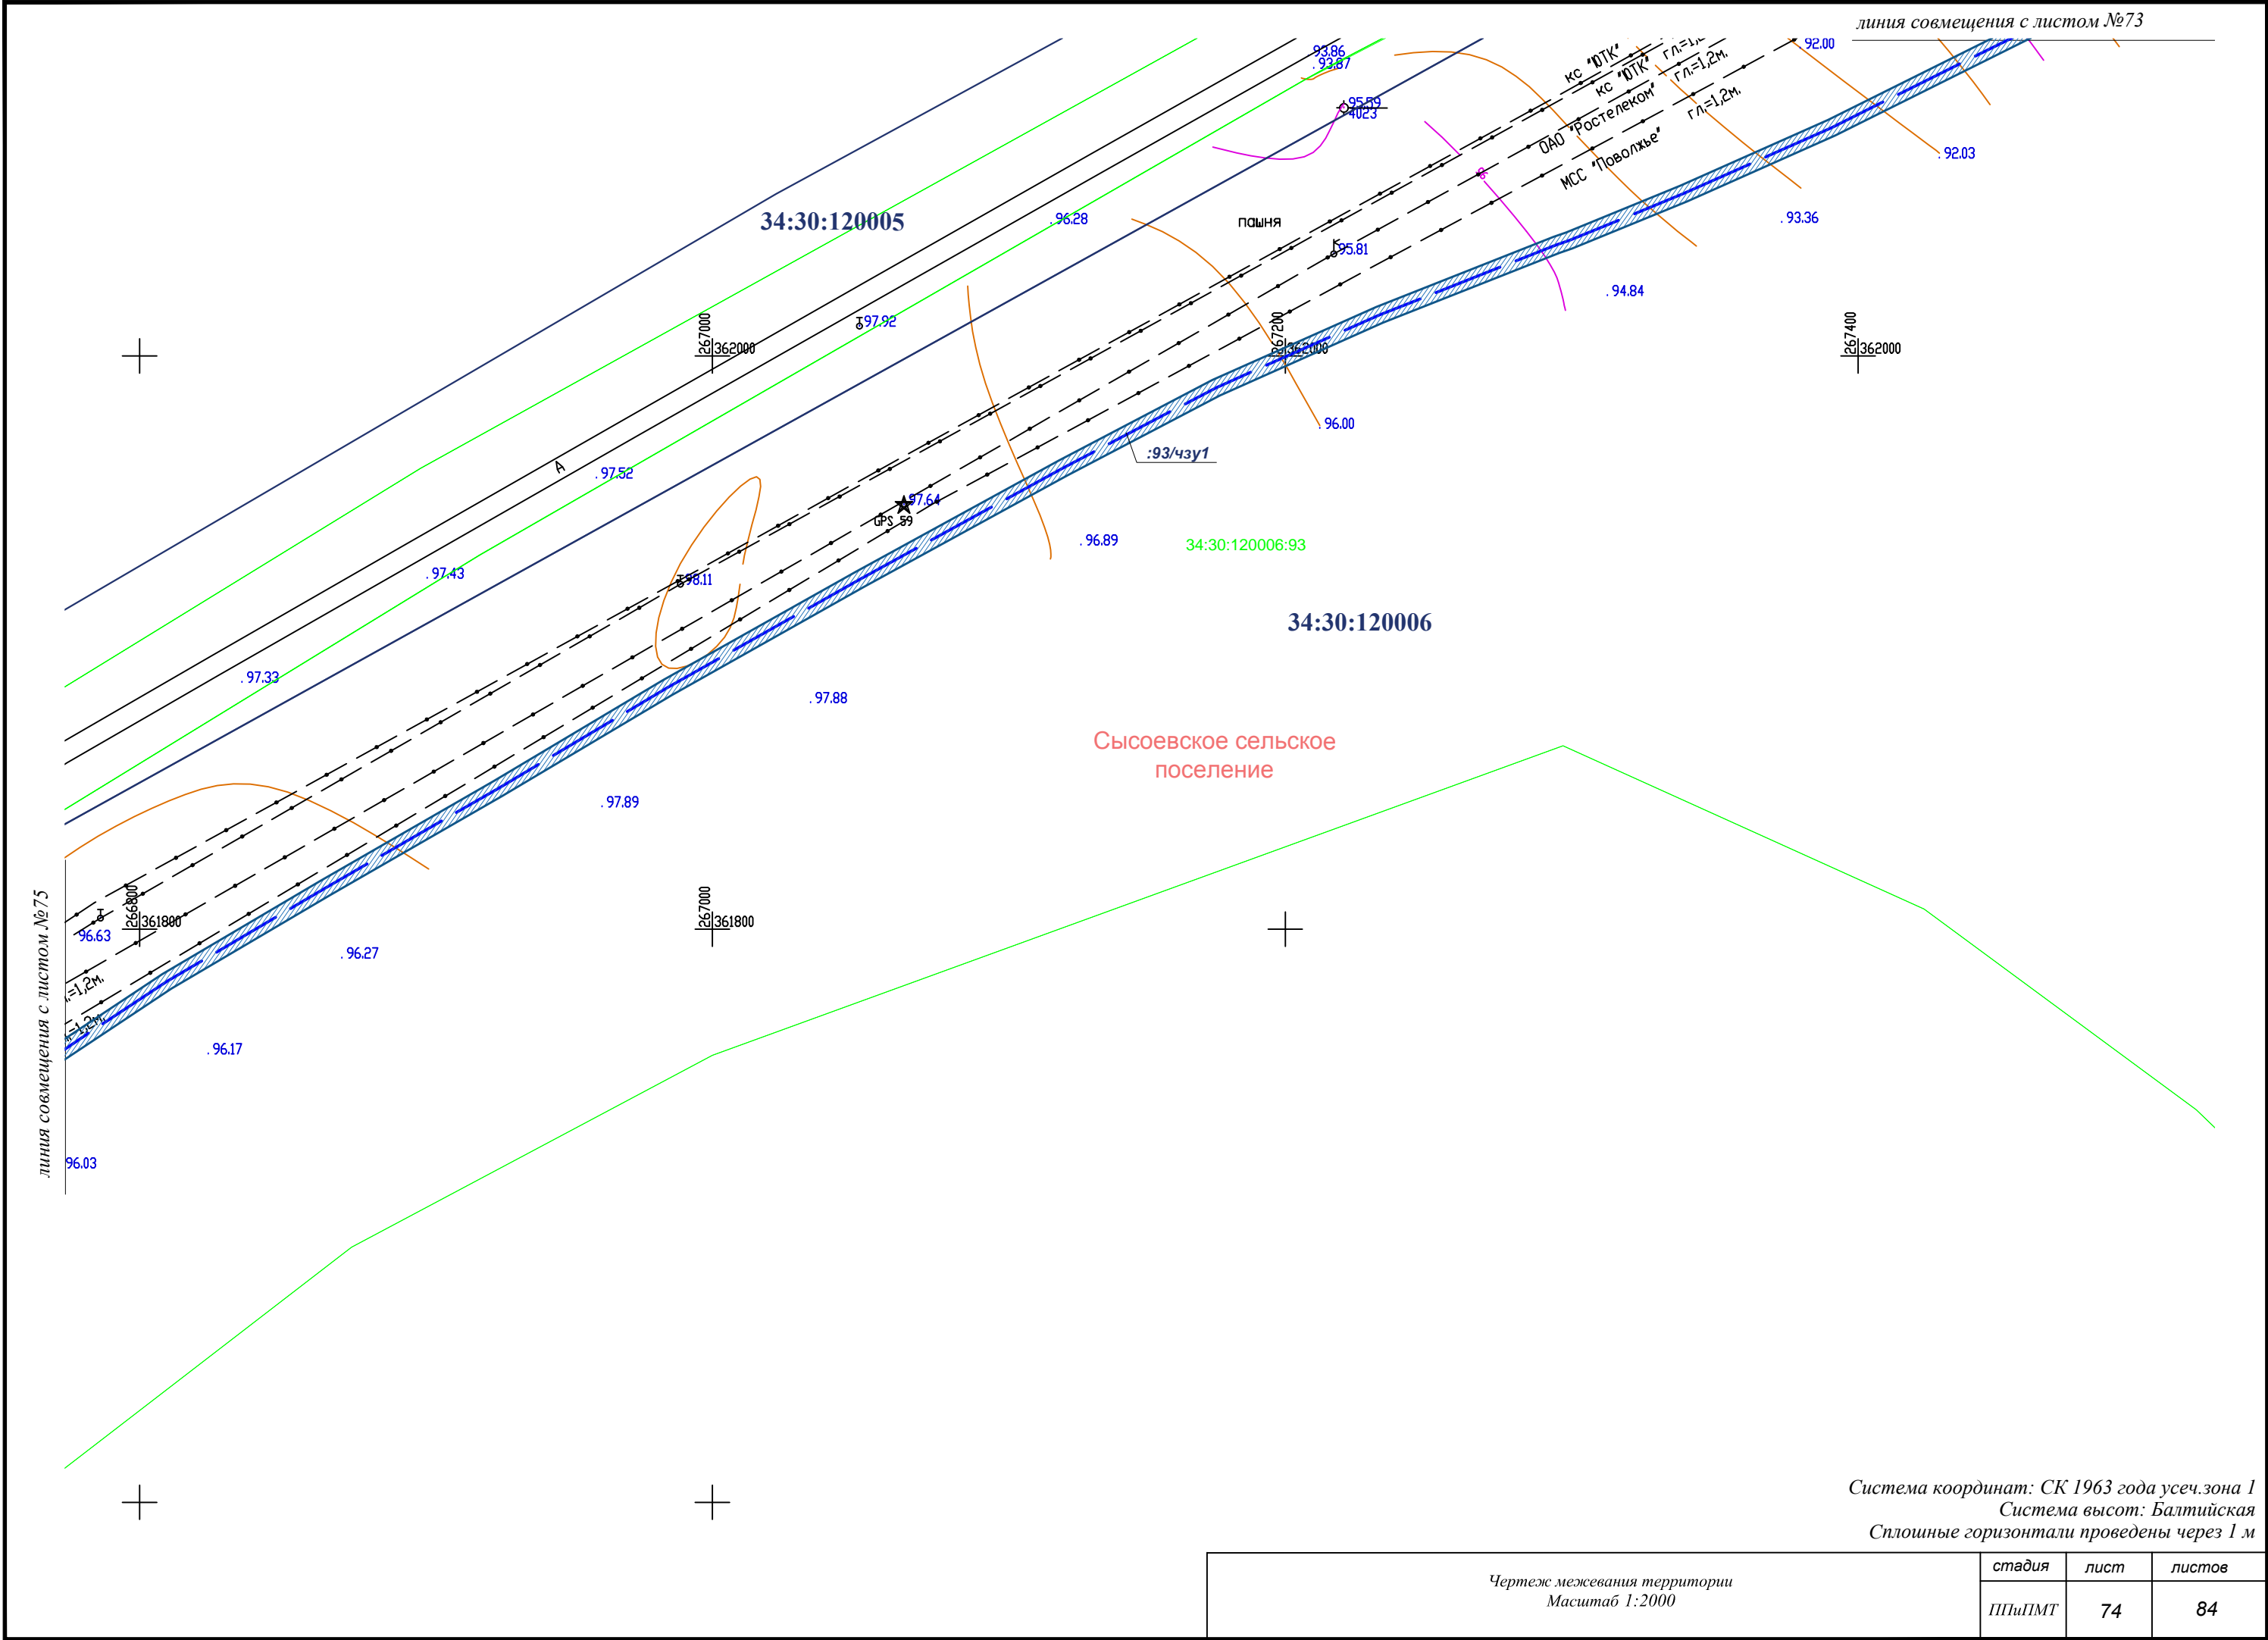 линия совмещения с листом №73
93.86
. 93.87
95.59
4023
кс "ЮТК"
кс "ЮТК"
гл.=1,2м.
ОАО "Ростелеком"
гл.=1,2м.
МСС "Поволжье"
. 92.00
. 92.03
. 93.36
. 94.84
34:30:120005
. 96.28
пашня
К
95.81
Т
97.92
267000
362000
267200
362000
267400
362000
. 96.00
:93/чзу1
А
. 97.52
97.64
GPS 59
. 96.89
34:30:120006:93
. 97.43
Т
98.11
34:30:120006
. 97.33
. 97.88
Сысоевское сельское
поселение
. 97.89
Т
96.63
266800
361800
267000
361800
. 96.27
=1,2м.
=1,2м.
. 96.17
96.03
линия совмещения с листом №75
Система координат: СК 1963 года усеч.зона 1
Система высот: Балтийская
Сплошные горизонтали проведены через 1 м
Чертеж межевания территории
Масштаб 1:2000
стадия лист листов
ППиПМТ 74 84